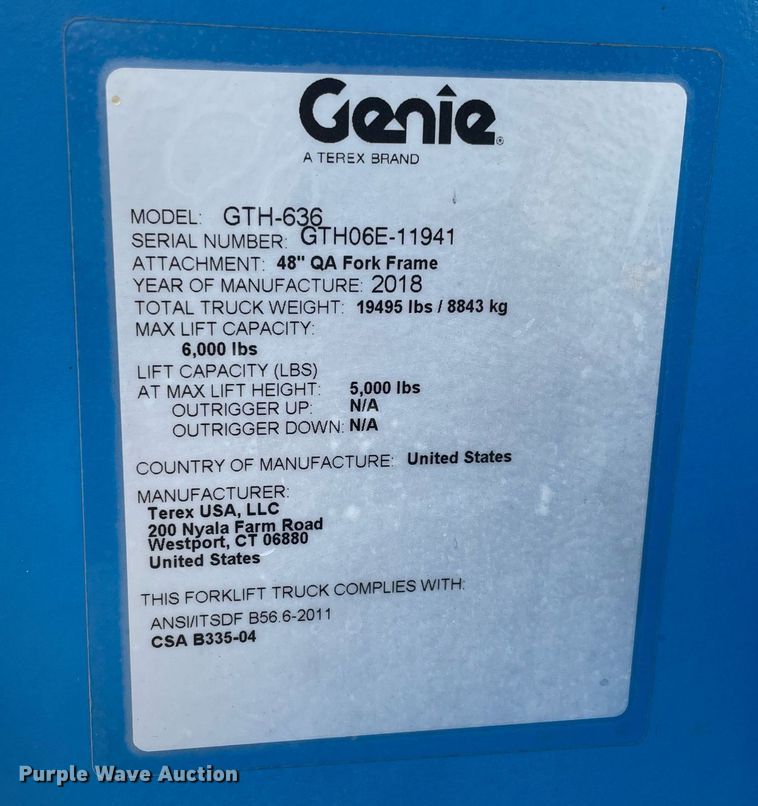 Genie®
A TEREX BRAND
MODEL: GTH-636
SERIAL NUMBER: GTH06E-11941
ATTACHMENT: 48" QA Fork Frame
YEAR OF MANUFACTURE: 2018
TOTAL TRUCK WEIGHT: 19495 lbs / 8843 kg
MAX LIFT CAPACITY:
6,000 lbs
LIFT CAPACITY (LBS)
AT MAX LIFT HEIGHT: 5,000 lbs
OUTRIGGER UP: N/A
OUTRIGGER DOWN: N/A
COUNTRY OF MANUFACTURE: United States
MANUFACTURER:
Terex USA, LLC
200 Nyala Farm Road
Westport, CT 06880
United States
THIS FORKLIFT TRUCK COMPLIES WITH:
ANSI/ITSDF B56.6-2011
CSA B335-04
Purple Wave Auction